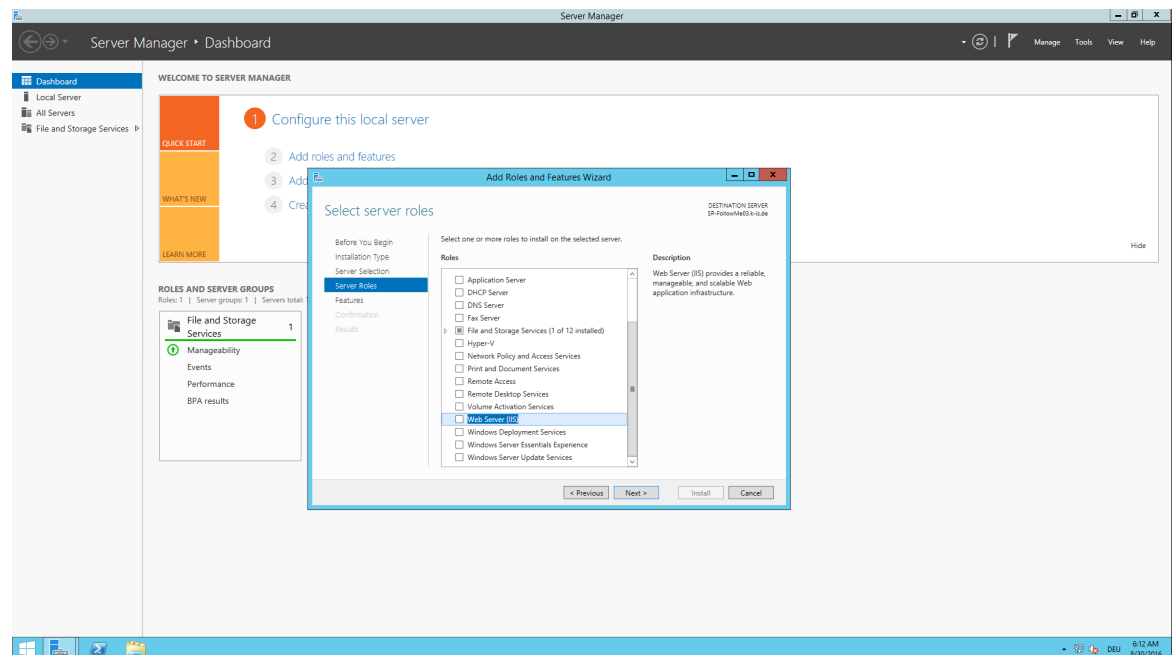 Server Manager
Server Manager • Dashboard
Manage Tools View Help
Dashboard
Local Server
All Servers
File and Storage Services
WELCOME TO SERVER MANAGER
QUICK START
WHAT'S NEW
LEARN MORE
1 Configure this local server
2 Add roles and features
3 Add
4 Crea
Hide
ROLES AND SERVER GROUPS
Roles: 1 | Server groups: 1 | Servers total: 1
File and Storage
Services
1
Manageability
Events
Performance
BPA results
Add Roles and Features Wizard
Select server roles
DESTINATION SERVER
SP-FollowMe03.k-is.de
Before You Begin
Installation Type
Server Selection
Server Roles
Features
Confirmation
Results
Select one or more roles to install on the selected server.
Roles
Application Server
DHCP Server
DNS Server
Fax Server
File and Storage Services (1 of 12 installed)
Hyper-V
Network Policy and Access Services
Print and Document Services
Remote Access
Remote Desktop Services
Volume Activation Services
Web Server (IIS)
Windows Deployment Services
Windows Server Essentials Experience
Windows Server Update Services
Description
Web Server (IIS) provides a reliable,
manageable, and scalable Web
application infrastructure.
< Previous Next > Install Cancel
DEU
6:12 AM
8/30/2016